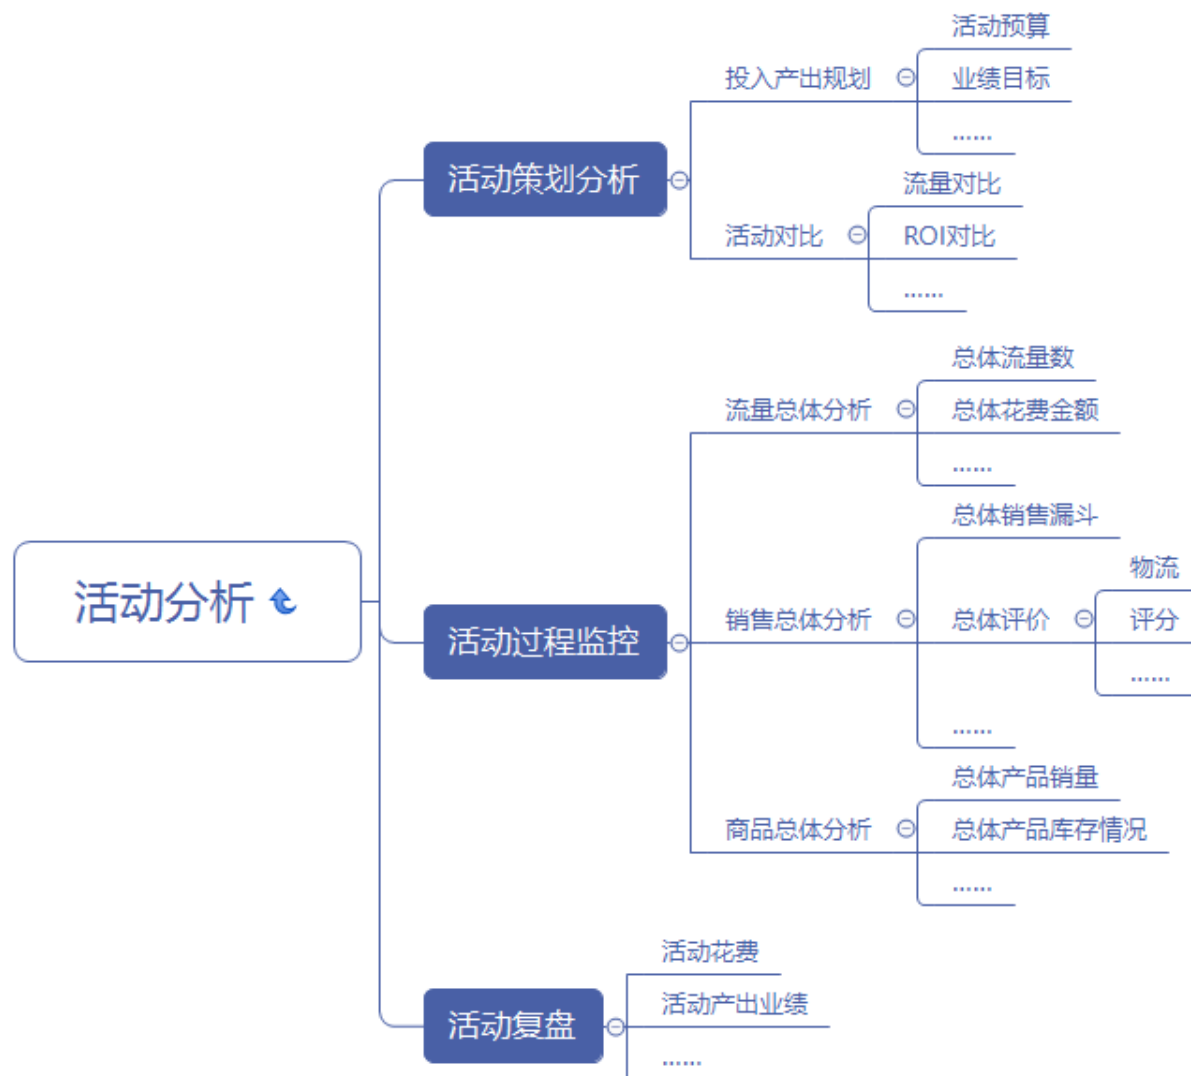 活动预算
投入产出规划
业绩目标
……
活动策划分析
流量对比
活动对比
ROI对比
……
总体流量数
流量总体分析
总体花费金额
……
总体销售漏斗
物流
活动分析
活动过程监控
销售总体分析
总体评价
评分
……
……
总体产品销量
商品总体分析
总体产品库存情况
……
活动花费
活动产出业绩
活动复盘
……